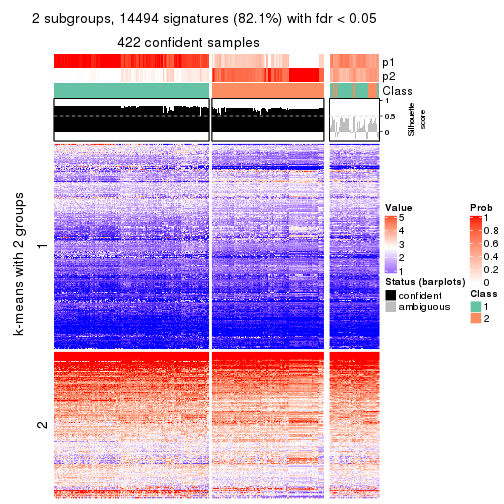 2 subgroups, 14494 signatures (82.1%) with fdr < 0.05
422 confident samples
p1
p2
Class
1
0.5
0
Silhouette
score
k-means with 2 groups
1
2
Value
5
4
3
2
1
Status (barplots)
confident
ambiguous
Prob
1
0.8
0.6
0.4
0.2
0
Class
1
2